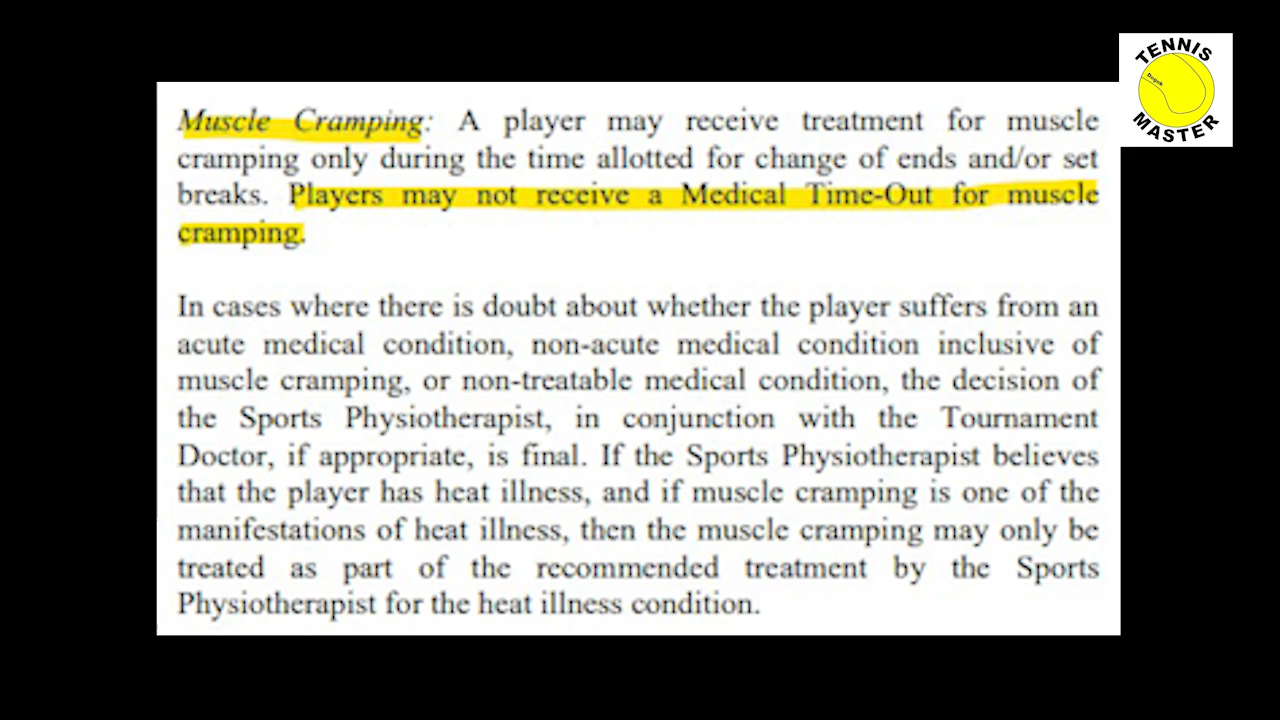 TENNIS
Dogok
MASTER
Muscle Cramping: A player may receive treatment for muscle
cramping only during the time allotted for change of ends and/or set
breaks. Players may not receive a Medical Time-Out for muscle
cramping.
In cases where there is doubt about whether the player suffers from an
acute medical condition, non-acute medical condition inclusive of
muscle cramping, or non-treatable medical condition, the decision of
the Sports Physiotherapist, in conjunction with the Tournament
Doctor, if appropriate, is final. If the Sports Physiotherapist believes
that the player has heat illness, and if muscle cramping is one of the
manifestations of heat illness, then the muscle cramping may only be
treated as part of the recommended treatment by the Sports
Physiotherapist for the heat illness condition.